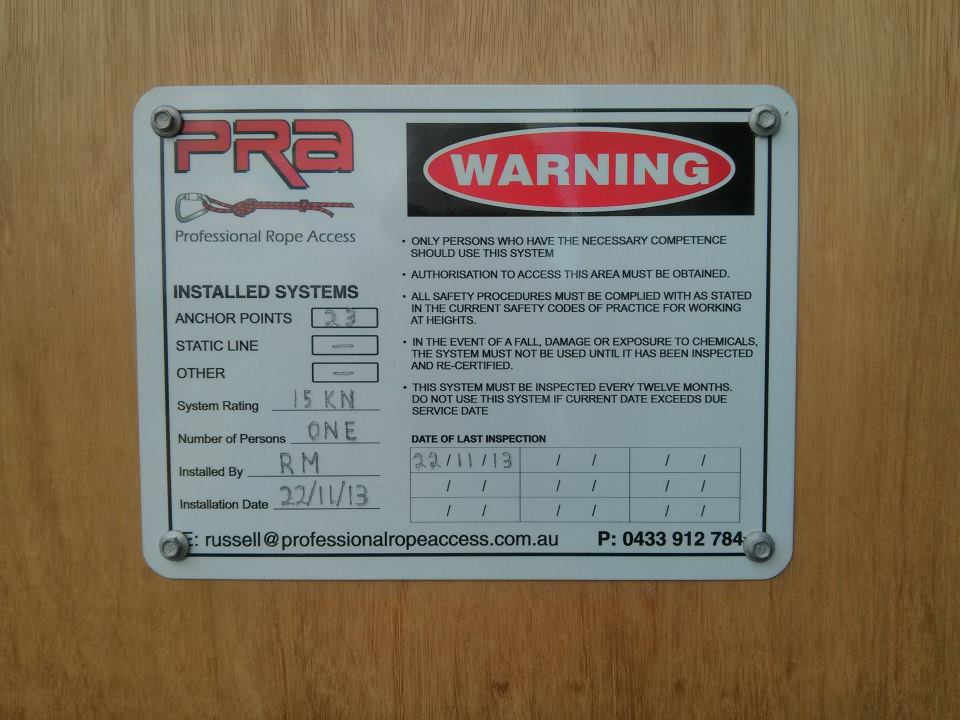 PRA
Professional Rope Access
INSTALLED SYSTEMS
ANCHOR POINTS 23
STATIC LINE –
OTHER –
System Rating 15 KN
Number of Persons ONE
Installed By RM
Installation Date 22/11/13
WARNING
• ONLY PERSONS WHO HAVE THE NECESSARY COMPETENCE
SHOULD USE THIS SYSTEM
• AUTHORISATION TO ACCESS THIS AREA MUST BE OBTAINED.
• ALL SAFETY PROCEDURES MUST BE COMPLIED WITH AS STATED
IN THE CURRENT SAFETY CODES OF PRACTICE FOR WORKING
AT HEIGHTS.
• IN THE EVENT OF A FALL, DAMAGE OR EXPOSURE TO CHEMICALS,
THE SYSTEM MUST NOT BE USED UNTIL IT HAS BEEN INSPECTED
AND RE-CERTIFIED.
• THIS SYSTEM MUST BE INSPECTED EVERY TWELVE MONTHS.
DO NOT USE THIS SYSTEM IF CURRENT DATE EXCEEDS DUE
SERVICE DATE
DATE OF LAST INSPECTION
22/11/13 / / / /
/ / / / / /
/ / / / / /
E: russell@professionalropeaccess.com.au P: 0433 912 784